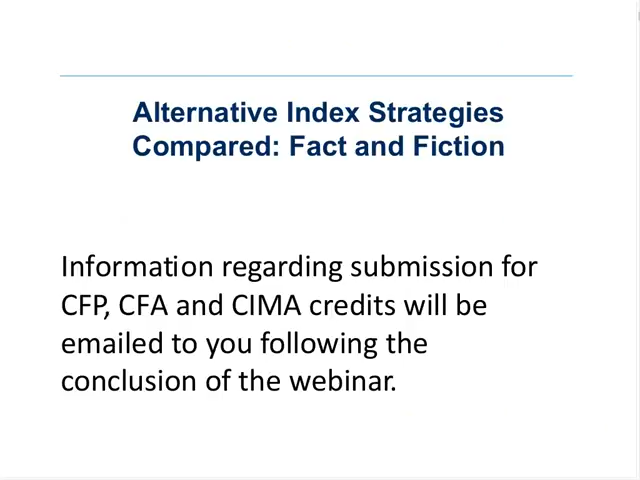 Alternative Index Strategies
Compared: Fact and Fiction
Information regarding submission for
CFP, CFA and CIMA credits will be
emailed to you following the
conclusion of the webinar.